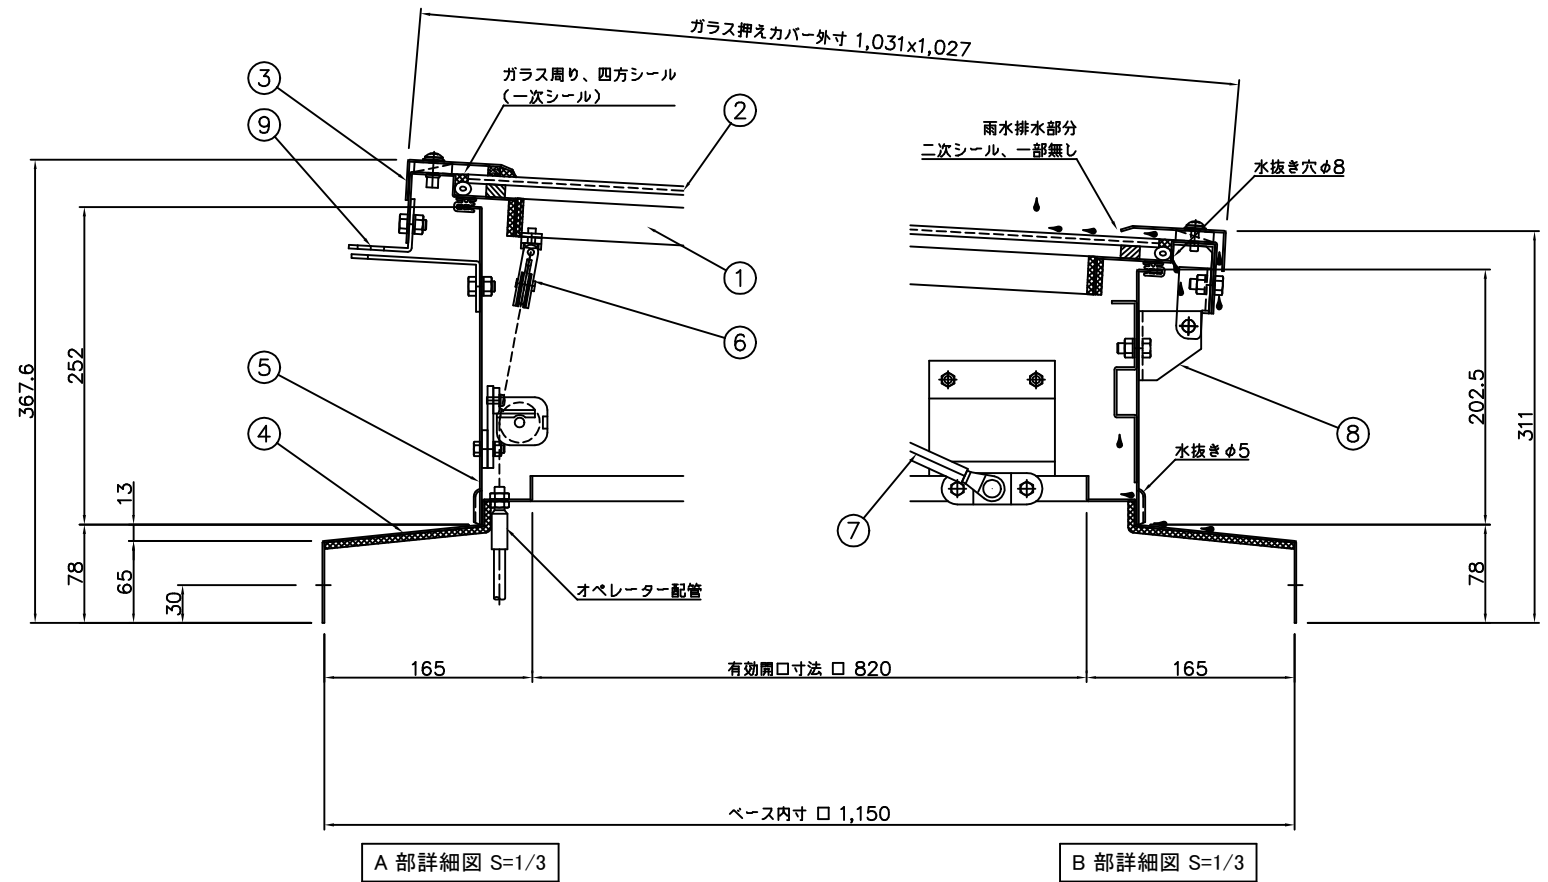 ガラス押えカバー外寸 1,031x1,027
ガラス周り、四方シール
(一次シール)
雨水排水部分
二次シール、一部無し
水抜き穴φ8
3
9
2
1
6
5
4
8
7
水抜きφ5
オペレーター配管
367.6
252
13
78
65
30
202.5
311
78
165
有効開口寸法 □ 820
165
ベース内寸 □ 1,150
A 部詳細図 S=1/3
B 部詳細図 S=1/3